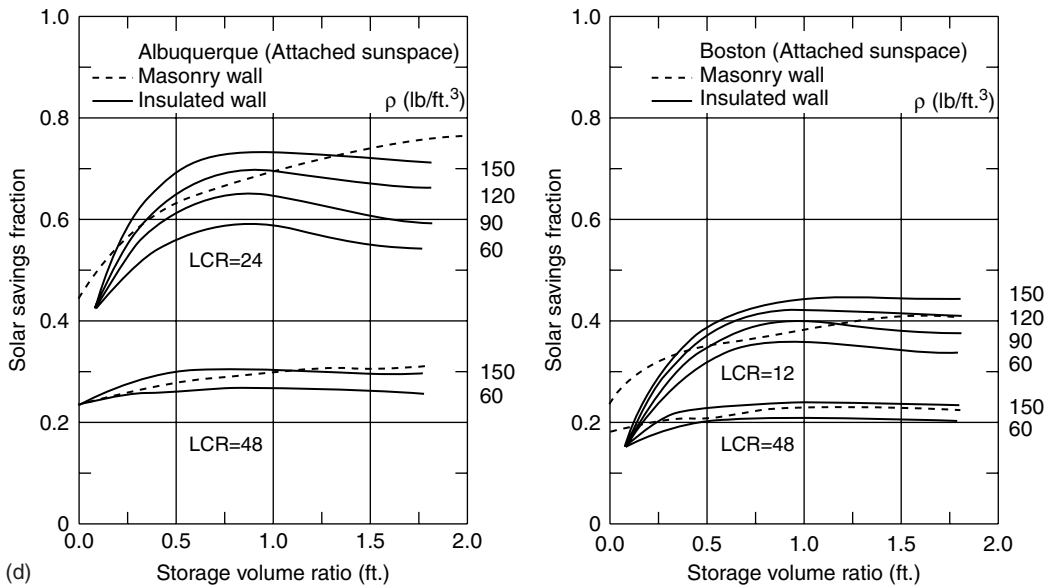 1.0
0.8
0.6
0.4
0.2
0
Solar savings fraction
Albuquerque (Attached sunspace)
Masonry wall
Insulated wall
ρ (lb/ft.³)
150
120
90
60
LCR=24
150
60
LCR=48
0.0 0.5 1.0 1.5 2.0
Storage volume ratio (ft.)
(d)
1.0
0.8
0.6
0.4
0.2
0
Solar savings fraction
Boston (Attached sunspace)
Masonry wall
Insulated wall
ρ (lb/ft.³)
150
120
90
60
LCR=12
150
60
LCR=48
0.0 0.5 1.0 1.5 2.0
Storage volume ratio (ft.)